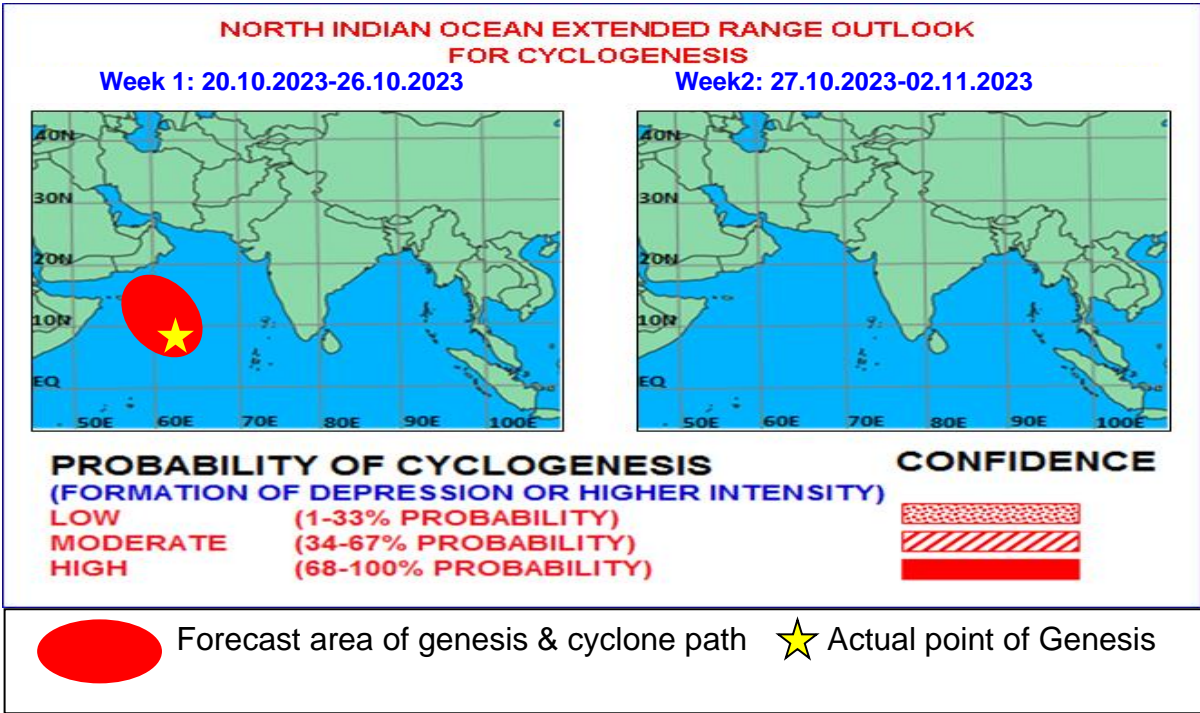 NORTH INDIAN OCEAN EXTENDED RANGE OUTLOOK
FOR CYCLOGENESIS
Week 1: 20.10.2023-26.10.2023
Week2: 27.10.2023-02.11.2023
40N
30N
20N
10N
EQ
50E 60E 70E 80E 90E 100E
40N
30N
20N
10N
EQ
50E 60E 70E 80E 90E 100E
PROBABILITY OF CYCLOGENESIS CONFIDENCE
(FORMATION OF DEPRESSION OR HIGHER INTENSITY)
LOW (1-33% PROBABILITY)
MODERATE (34-67% PROBABILITY)
HIGH (68-100% PROBABILITY)
Forecast area of genesis & cyclone path Actual point of Genesis